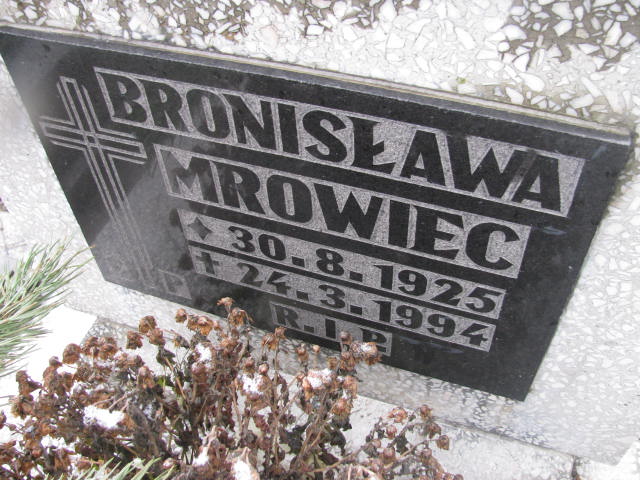 BRONISŁAWA
MROWIEC
30.8.1925
24.3.1994
R.I.P